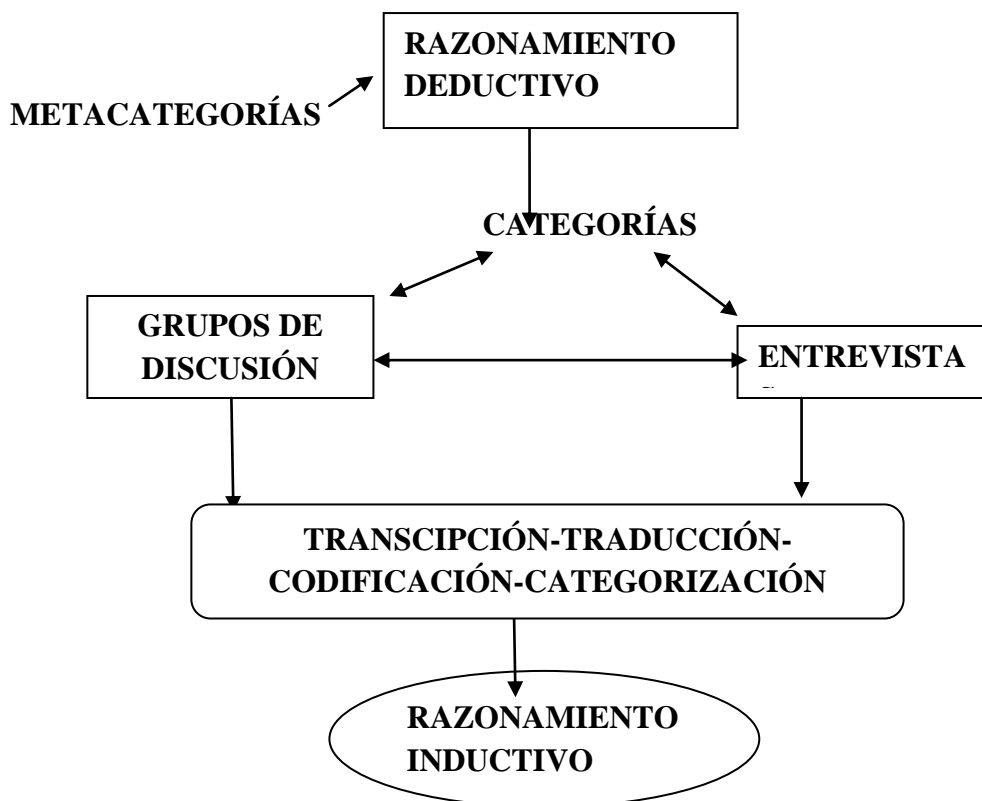 RAZONAMIENTO
DEDUCTIVO
METACATEGORÍAS
CATEGORÍAS
GRUPOS DE
DISCUSIÓN
ENTREVISTA
TRANSCIPCIÓN-TRADUCCIÓN-
CODIFICACIÓN-CATEGORIZACIÓN
RAZONAMIENTO
INDUCTIVO